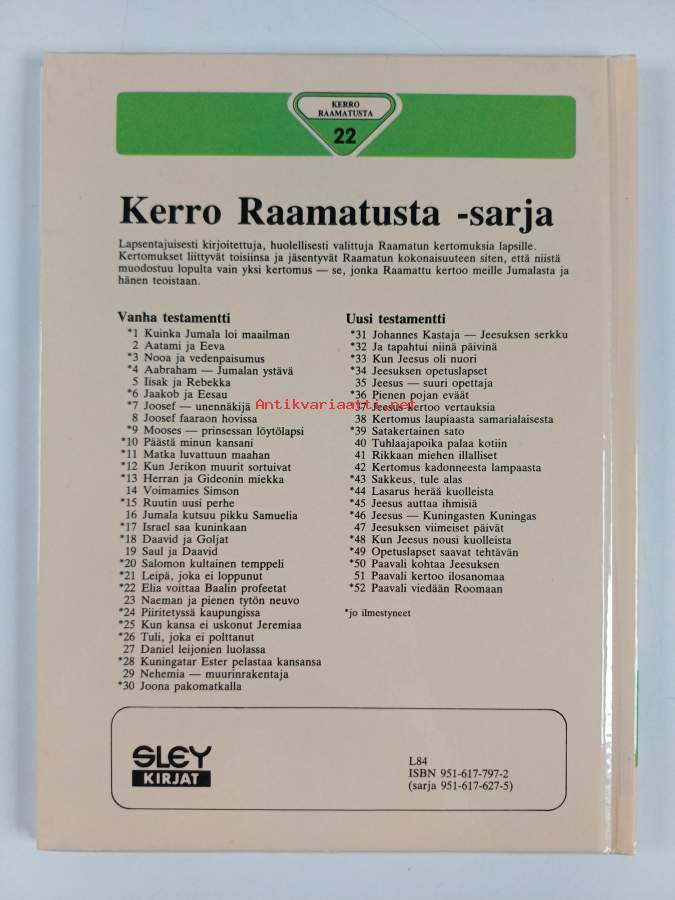 KERRO
RAAMATUSTA
22
Kerro Raamatusta -sarja
Lapsentajuisesti kirjoitettuja, huolellisesti valittuja Raamatun kertomuksia lapsille.
Kertomukset liittyvät toisiinsa ja jäsentyvät Raamatun kokonaisuuteen siten, että niistä
muodostuu lopulta vain yksi kertomus — se, jonka Raamattu kertoo meille Jumalasta ja
hänen teoistaan.
Vanha testamentti
*1 Kuinka Jumala loi maailman
2 Aatami ja Eeva
*3 Nooa ja vedenpaisumus
*4 Aabraham — Jumalan ystävä
5 Iisak ja Rebekka
*6 Jaakob ja Eesau
*7 Joosef — unennäkijä
8 Joosef faaraon hovissa
*9 Mooses — prinsessan löytölapsi
*10 Päästä minun kansani
*11 Matka luvattuun maahan
*12 Kun Jerikon muurit sortuivat
*13 Herran ja Gideonin miekka
14 Voimamies Simson
*15 Ruutin uusi perhe
16 Jumala kutsuu pikku Samuelia
*17 Israel saa kuninkaan
*18 Daavid ja Goljat
19 Saul ja Daavid
*20 Salomon kultainen temppeli
*21 Leipä, joka ei loppunut
*22 Elia voittaa Baalin profeetat
23 Naeman ja pienen tytön neuvo
*24 Piiritetyssä kaupungissa
*25 Kun kansa ei uskonut Jeremiaa
*26 Tuli, joka ei polttanut
27 Daniel leijonien luolassa
*28 Kuningatar Ester pelastaa kansansa
29 Nehemia — muurinrakentaja
*30 Joona pakomatkalla
Uusi testamentti
*31 Johannes Kastaja — Jeesuksen serkku
*32 Ja tapahtui niinä päivinä
*33 Kun Jeesus oli nuori
*34 Jeesuksen opetuslapset
35 Jeesus — suuri opettaja
*36 Pienen pojan eväät
*37 Jeesus kertoo vertauksia
38 Kertomus laupiaasta samarialaisesta
*39 Satakertainen sato
40 Tuhlaajapoika palaa kotiin
41 Rikkaan miehen illalliset
42 Kertomus kadonneesta lampaasta
*43 Sakkeus, tule alas
*44 Lasarus herää kuolleista
*45 Jeesus auttaa ihmisiä
*46 Jeesus — Kuningasten Kuningas
47 Jeesuksen viimeiset päivät
*48 Kun Jeesus nousi kuolleista
*49 Opetuslapset saavat tehtävän
*50 Paavali kohtaa Jeesuksen
51 Paavali kertoo ilosanomaa
*52 Paavali viedään Roomaan
*jo ilmestyneet
Antikvariaatti.net
SLEY
KIRJAT
L84
ISBN 951-617-797-2
(sarja 951-617-627-5)